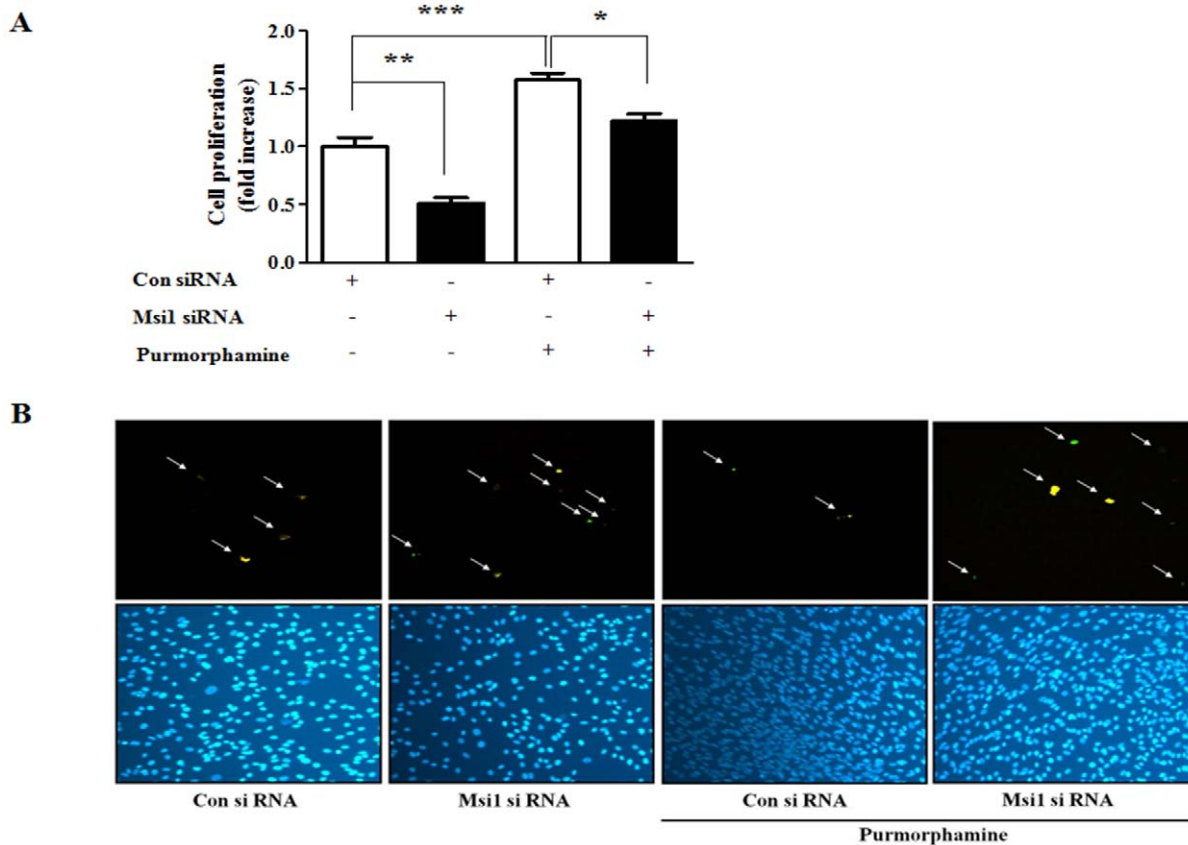 A
***
*
**
2.0
1.5
1.0
0.5
0.0
Cell proliferation
(fold increase)
Con siRNA + - + -
Msi1 siRNA - + - +
Purmorphamine - - + +
B
Con si RNA Msi1 si RNA Con si RNA Msi1 si RNA
Purmorphamine